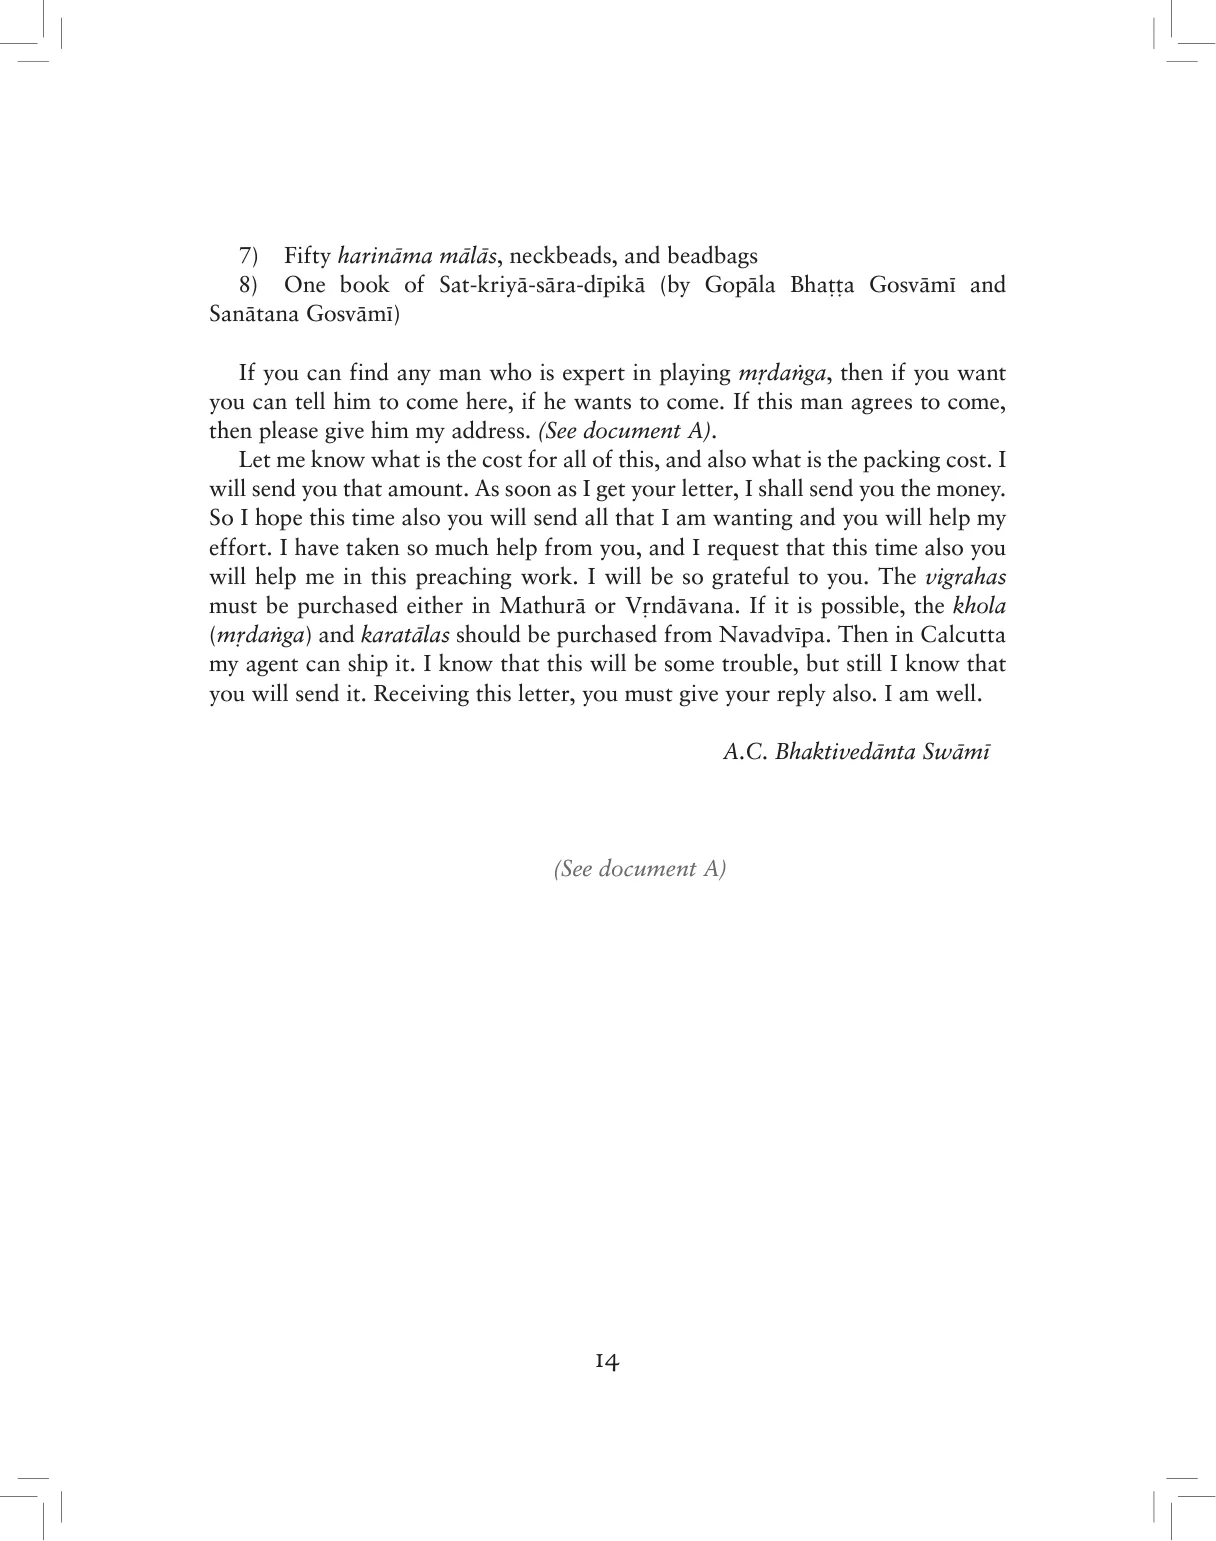 7) Fifty harināma mālās, neckbeads, and beadbags
8) One book of Sat-kriyā-sāra-dīpikā (by Gopāla Bhaṭṭa Gosvāmī and
Sanātana Gosvāmī)
If you can find any man who is expert in playing mṛdaṅga, then if you want
you can tell him to come here, if he wants to come. If this man agrees to come,
then please give him my address. (See document A).
Let me know what is the cost for all of this, and also what is the packing cost. I
will send you that amount. As soon as I get your letter, I shall send you the money.
So I hope this time also you will send all that I am wanting and you will help my
effort. I have taken so much help from you, and I request that this time also you
will help me in this preaching work. I will be so grateful to you. The vigrahas
must be purchased either in Mathurā or Vṛndāvana. If it is possible, the khola
(mṛdaṅga) and karatālas should be purchased from Navadvīpa. Then in Calcutta
my agent can ship it. I know that this will be some trouble, but still I know that
you will send it. Receiving this letter, you must give your reply also. I am well.
A.C. Bhaktivedānta Swāmī
(See document A)
14